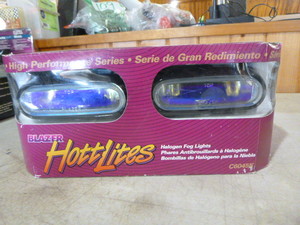 High Performance Series • Serie de Gran Redimiento •
BLAZER
HottLites
Halogen Fog Lights
Phares Antibrouillards à Halogène
Bombillas de Halógeno para la Niebla